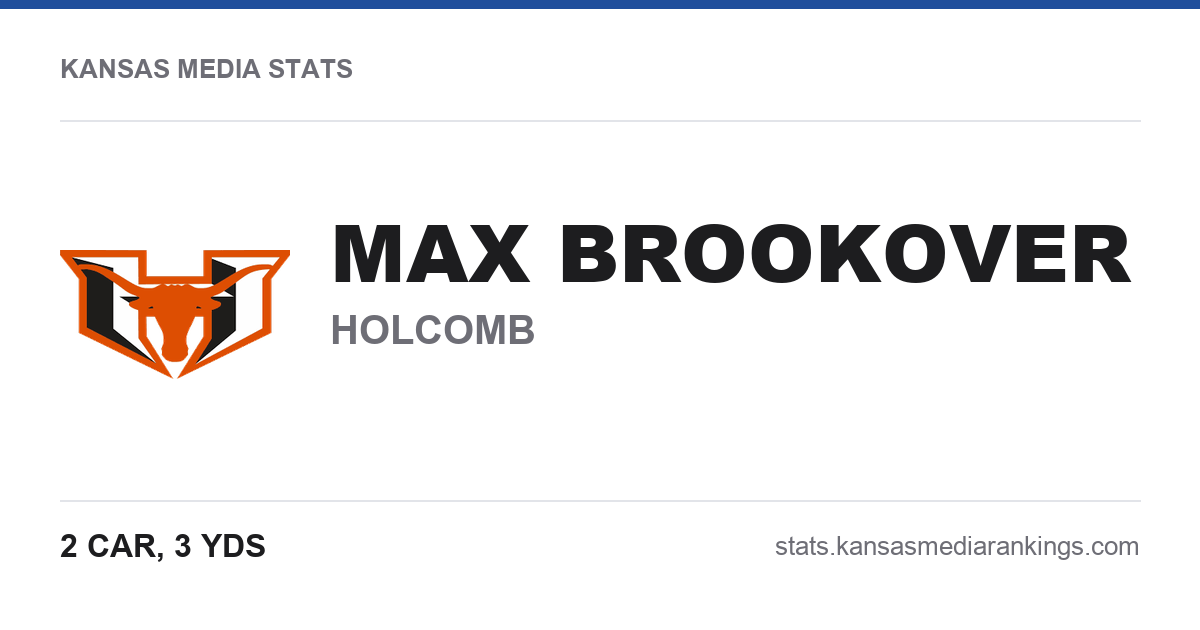 KANSAS MEDIA STATS
MAX BROOKOVER
HOLCOMB
2 CAR, 3 YDS
stats.kansasmediarankings.com